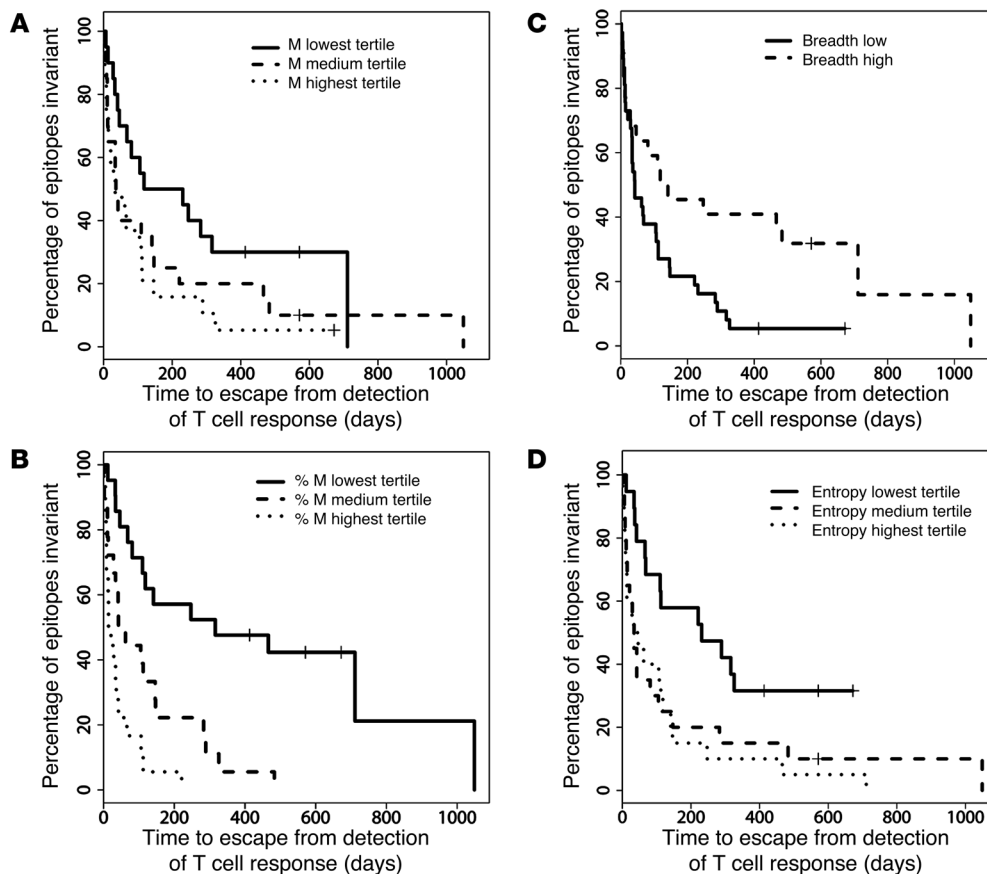 A
Percentage of epitopes invariant
100
80
60
40
20
0
M lowest tertile
M medium tertile
M highest tertile
0 200 400 600 800 1000
Time to escape from detection
of T cell response (days)
B
Percentage of epitopes invariant
100
80
60
40
20
0
% M lowest tertile
% M medium tertile
% M highest tertile
0 200 400 600 800 1000
Time to escape from detection
of T cell response (days)
C
Percentage of epitopes invariant
100
80
60
40
20
0
Breadth low
Breadth high
0 200 400 600 800 1000
Time to escape from detection
of T cell response (days)
D
Percentage of epitopes invariant
100
80
60
40
20
0
Entropy lowest tertile
Entropy medium tertile
Entropy highest tertile
0 200 400 600 800 1000
Time to escape from detection
of T cell response (days)